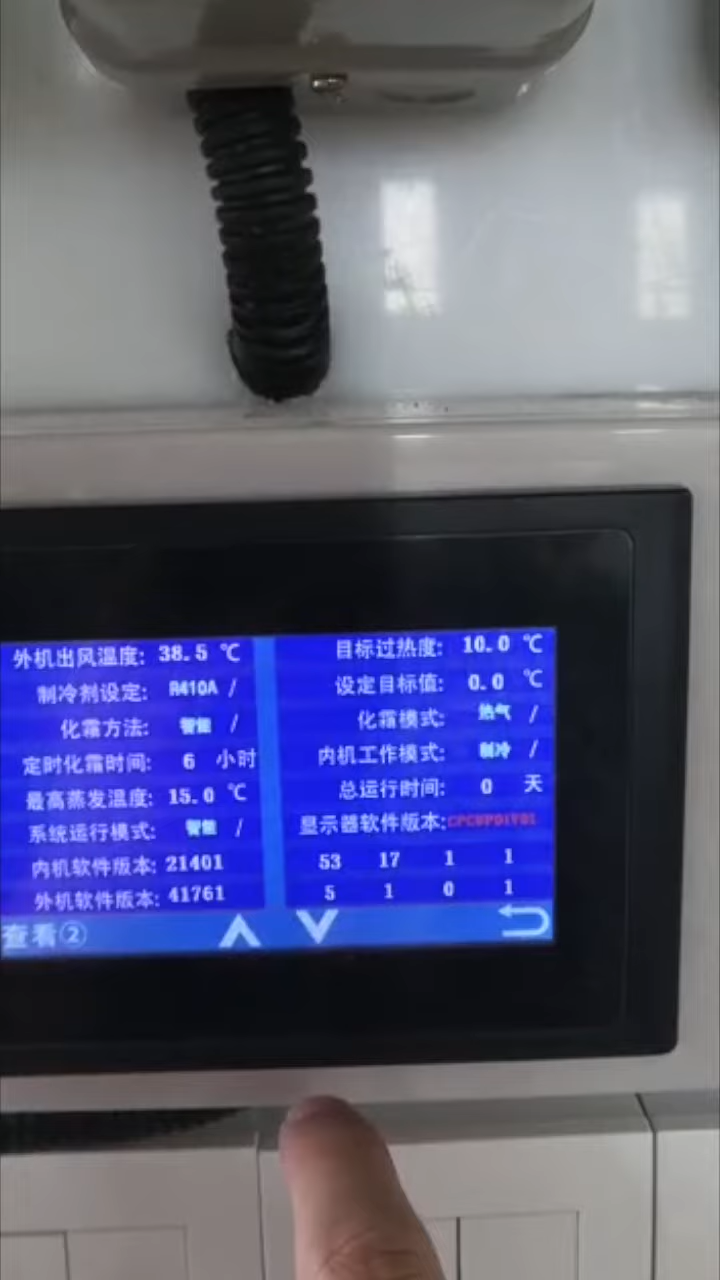 外机出风温度: 38.5 ℃ 目标过热度: 10.0 ℃
制冷剂设定: R410A / 设定目标值: 0.0 ℃
化霜方法: 智能 / 化霜模式: 热气 /
定时化霜时间: 6 小时 内机工作模式: 制冷 /
最高蒸发温度: 15.0 ℃ 总运行时间: 0 天
系统运行模式: 智能 / 显示器软件版本:
内机软件版本: 21401 53 17 1 1
外机软件版本: 41761 5 1 0 1
查看②